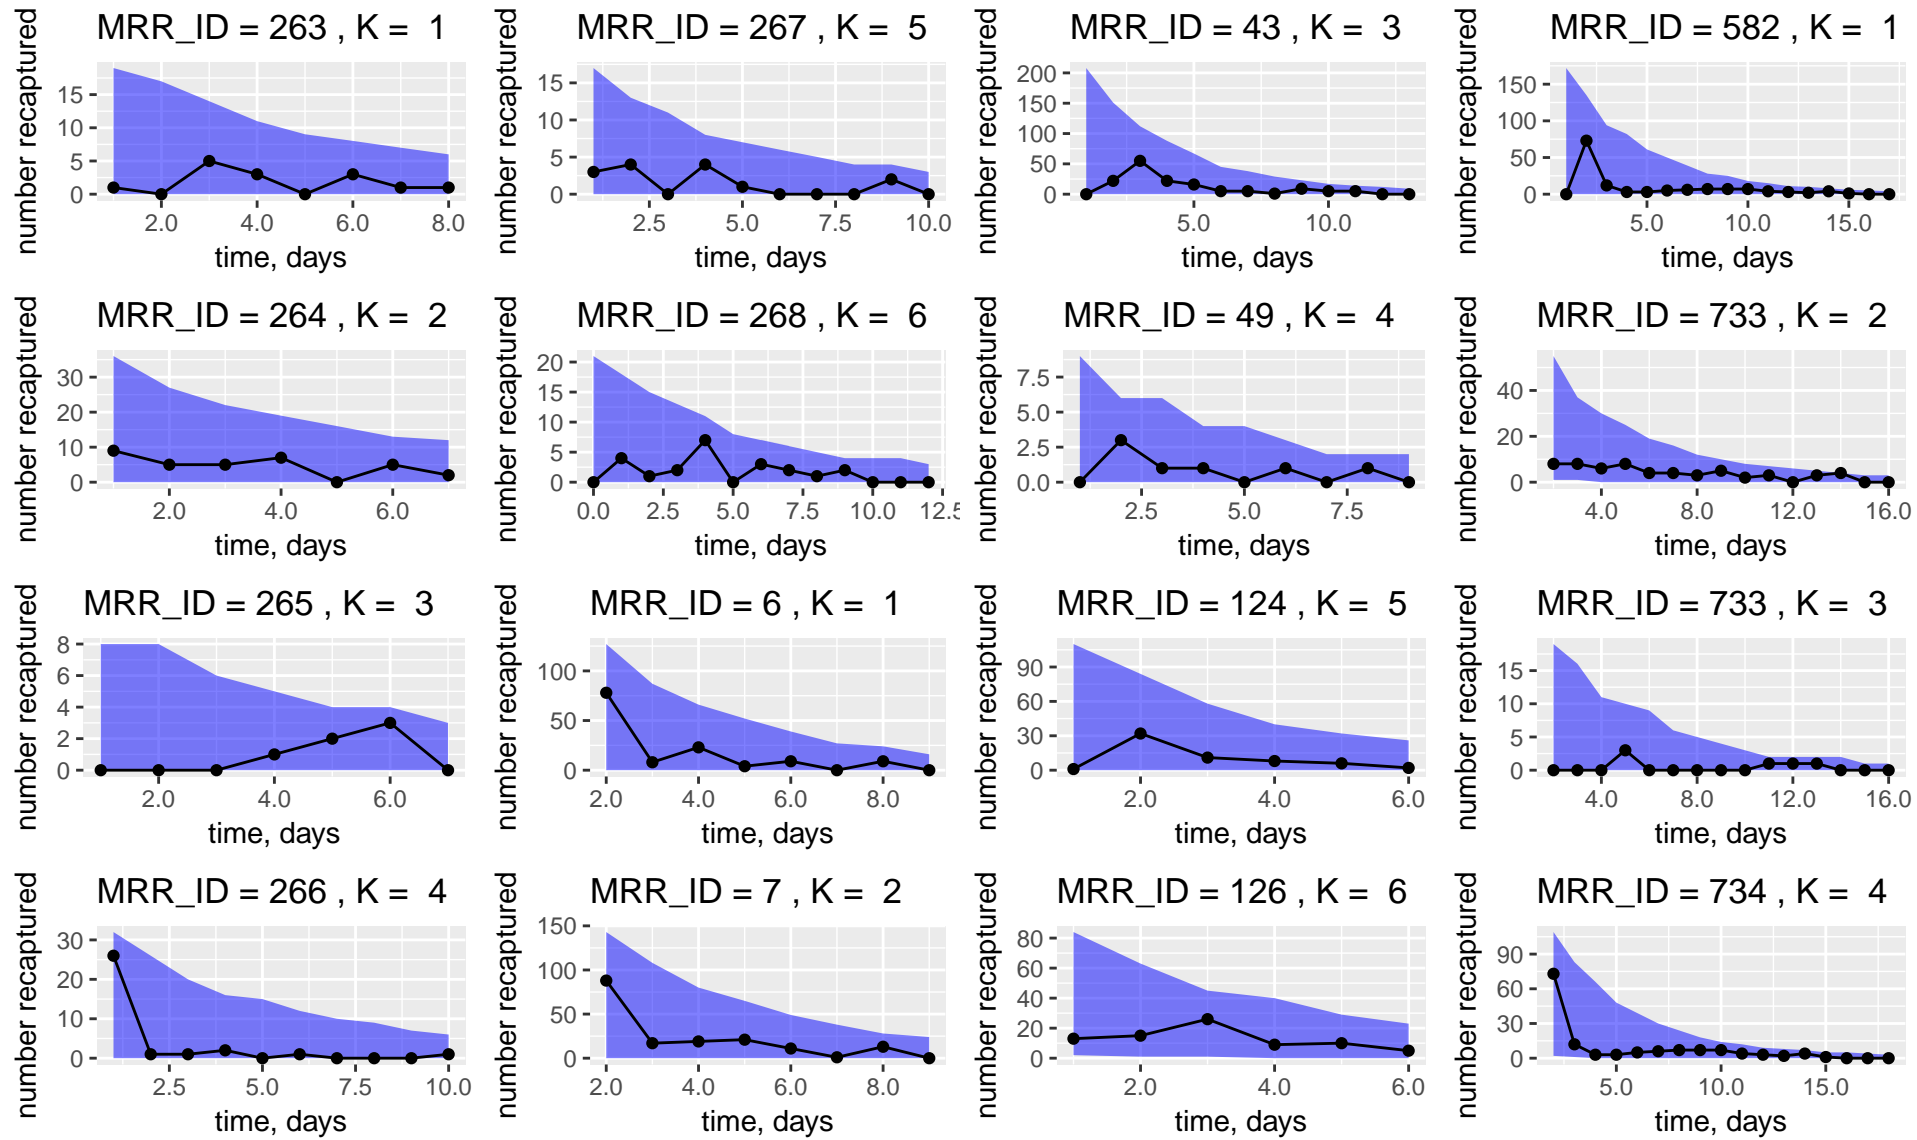 MRR_ID = 263 , K =  1
number recaptured
15
10
5
0
2.0 4.0 6.0 8.0
time, days
MRR_ID = 267 , K =  5
number recaptured
15
10
5
0
2.5 5.0 7.5 10.0
time, days
MRR_ID = 43 , K =  3
number recaptured
200
150
100
50
0
5.0 10.0
time, days
MRR_ID = 582 , K =  1
number recaptured
150
100
50
0
5.0 10.0 15.0
time, days
MRR_ID = 264 , K =  2
number recaptured
30
20
10
0
2.0 4.0 6.0
time, days
MRR_ID = 268 , K =  6
number recaptured
20
15
10
5
0
0.0 2.5 5.0 7.5 10.0 12.5
time, days
MRR_ID = 49 , K =  4
number recaptured
7.5
5.0
2.5
0.0
2.5 5.0 7.5
time, days
MRR_ID = 733 , K =  2
number recaptured
40
20
0
4.0 8.0 12.0 16.0
time, days
MRR_ID = 265 , K =  3
number recaptured
8
6
4
2
0
2.0 4.0 6.0
time, days
MRR_ID = 6 , K =  1
number recaptured
100
50
0
2.0 4.0 6.0 8.0
time, days
MRR_ID = 124 , K =  5
number recaptured
90
60
30
0
2.0 4.0 6.0
time, days
MRR_ID = 733 , K =  3
number recaptured
15
10
5
0
4.0 8.0 12.0 16.0
time, days
MRR_ID = 266 , K =  4
number recaptured
30
20
10
0
2.5 5.0 7.5 10.0
time, days
MRR_ID = 7 , K =  2
number recaptured
150
100
50
0
2.0 4.0 6.0 8.0
time, days
MRR_ID = 126 , K =  6
number recaptured
80
60
40
20
0
2.0 4.0 6.0
time, days
MRR_ID = 734 , K =  4
number recaptured
90
60
30
0
5.0 10.0 15.0
time, days